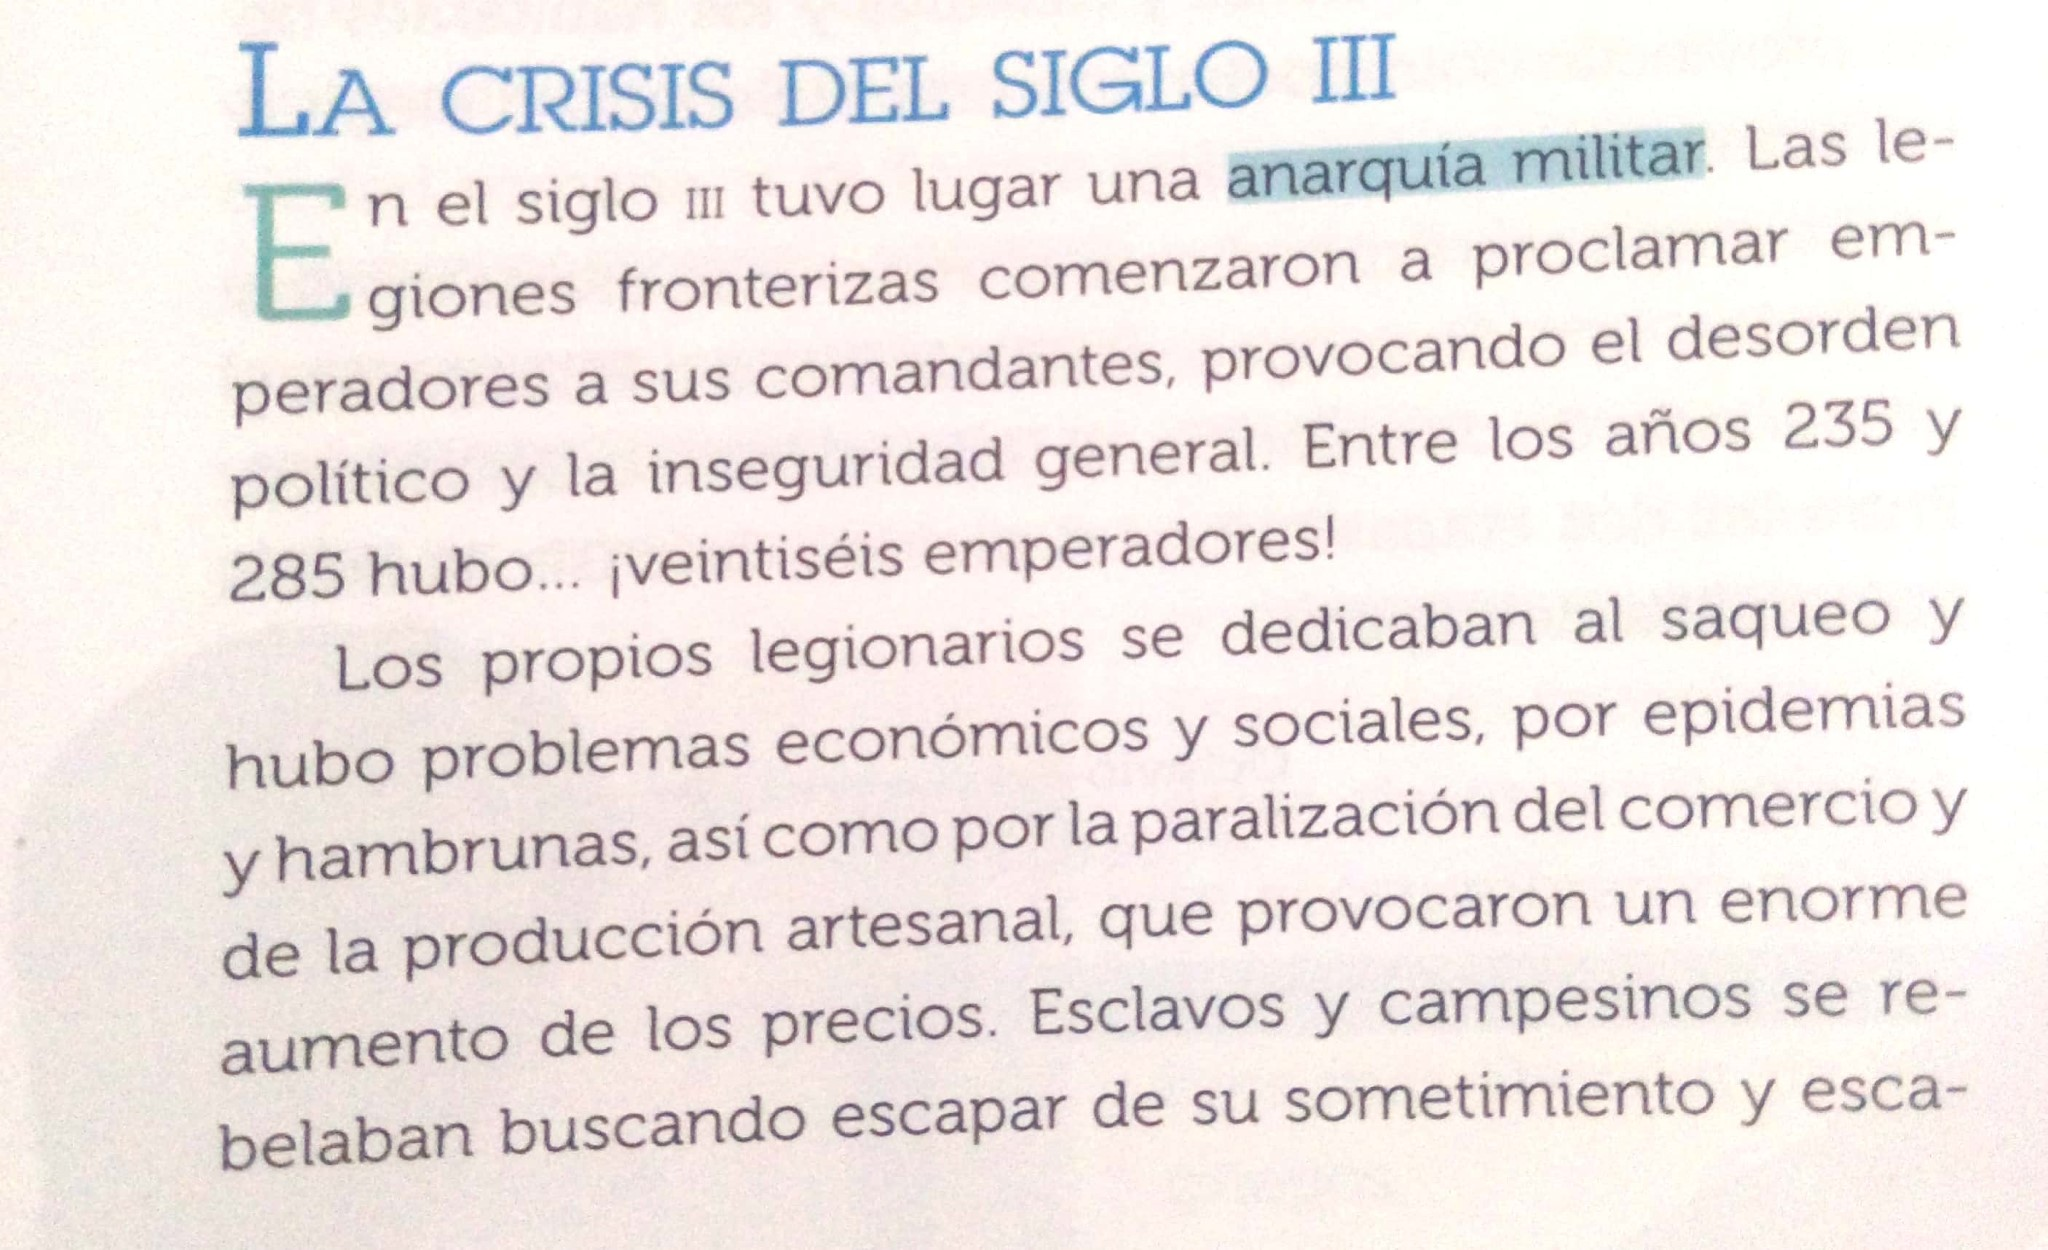 LA CRISIS DEL SIGLO III
En el siglo III tuvo lugar una anarquía militar. Las le-
giones fronterizas comenzaron a proclamar em-
peradores a sus comandantes, provocando el desorden
político y la inseguridad general. Entre los años 235 y
285 hubo... ¡veintiséis emperadores!
Los propios legionarios se dedicaban al saqueo y
hubo problemas económicos y sociales, por epidemias
y hambrunas, así como por la paralización del comercio y
de la producción artesanal, que provocaron un enorme
aumento de los precios. Esclavos y campesinos se re-
belaban buscando escapar de su sometimiento y esca-